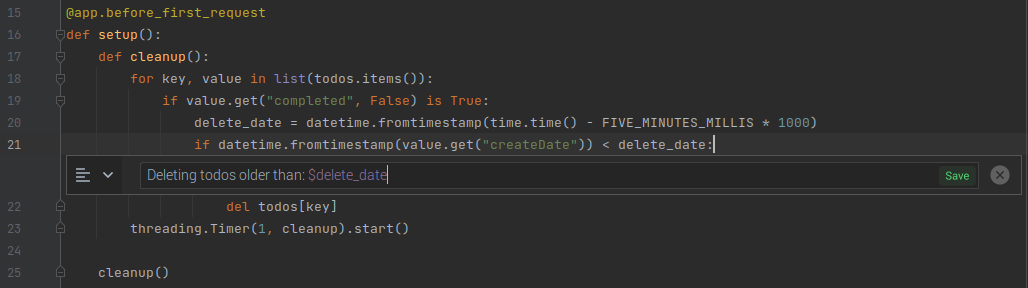 15 @app.before_first_request
16 def setup():
17 def cleanup():
18 for key, value in list(todos.items()):
19 if value.get("completed", False) is True:
20 delete_date = datetime.fromtimestamp(time.time() - FIVE_MINUTES_MILLIS * 1000)
21 if datetime.fromtimestamp(value.get("createDate")) < delete_date:
Deleting todos older than: $delete_date Save
22 del todos[key]
23 threading.Timer(1, cleanup).start()
24
25 cleanup()